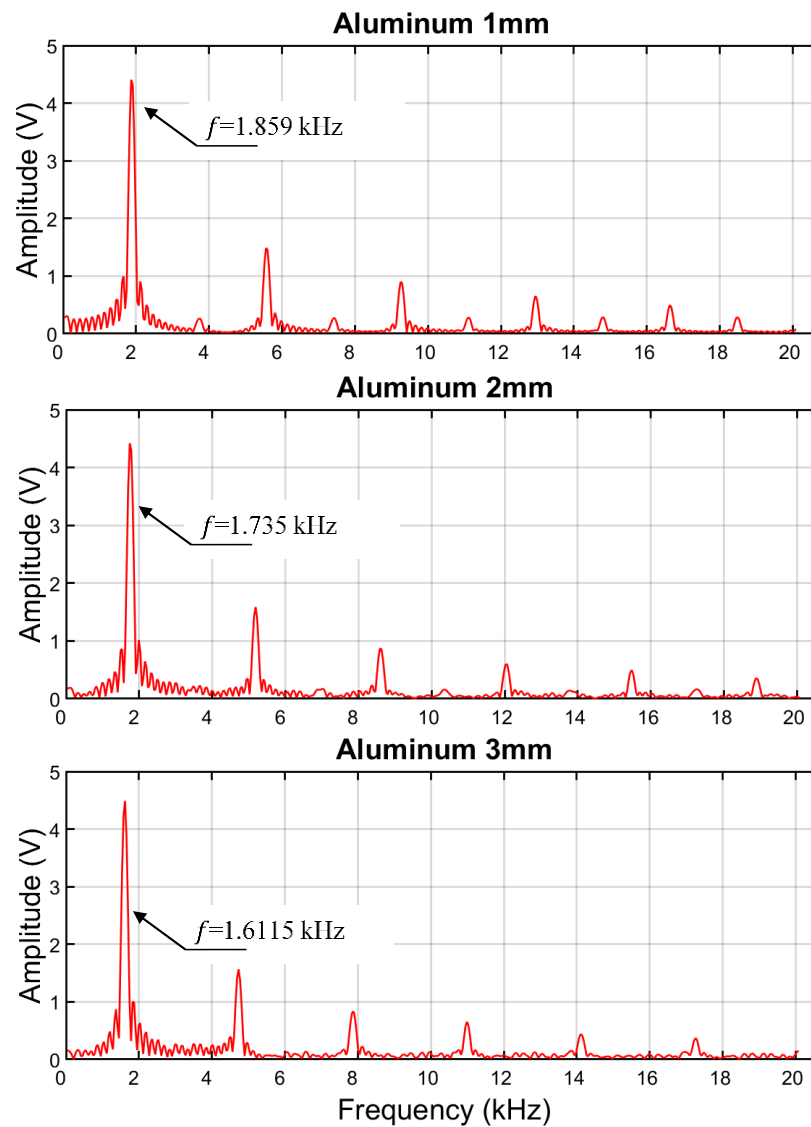 Aluminum 1mm
5
4
3
2
1
0
Amplitude (V)
f=1.859 kHz
0 2 4 6 8 10 12 14 16 18 20
Aluminum 2mm
5
4
3
2
1
0
Amplitude (V)
f=1.735 kHz
0 2 4 6 8 10 12 14 16 18 20
Aluminum 3mm
5
4
3
2
1
0
Amplitude (V)
f=1.6115 kHz
0 2 4 6 8 10 12 14 16 18 20
Frequency (kHz)